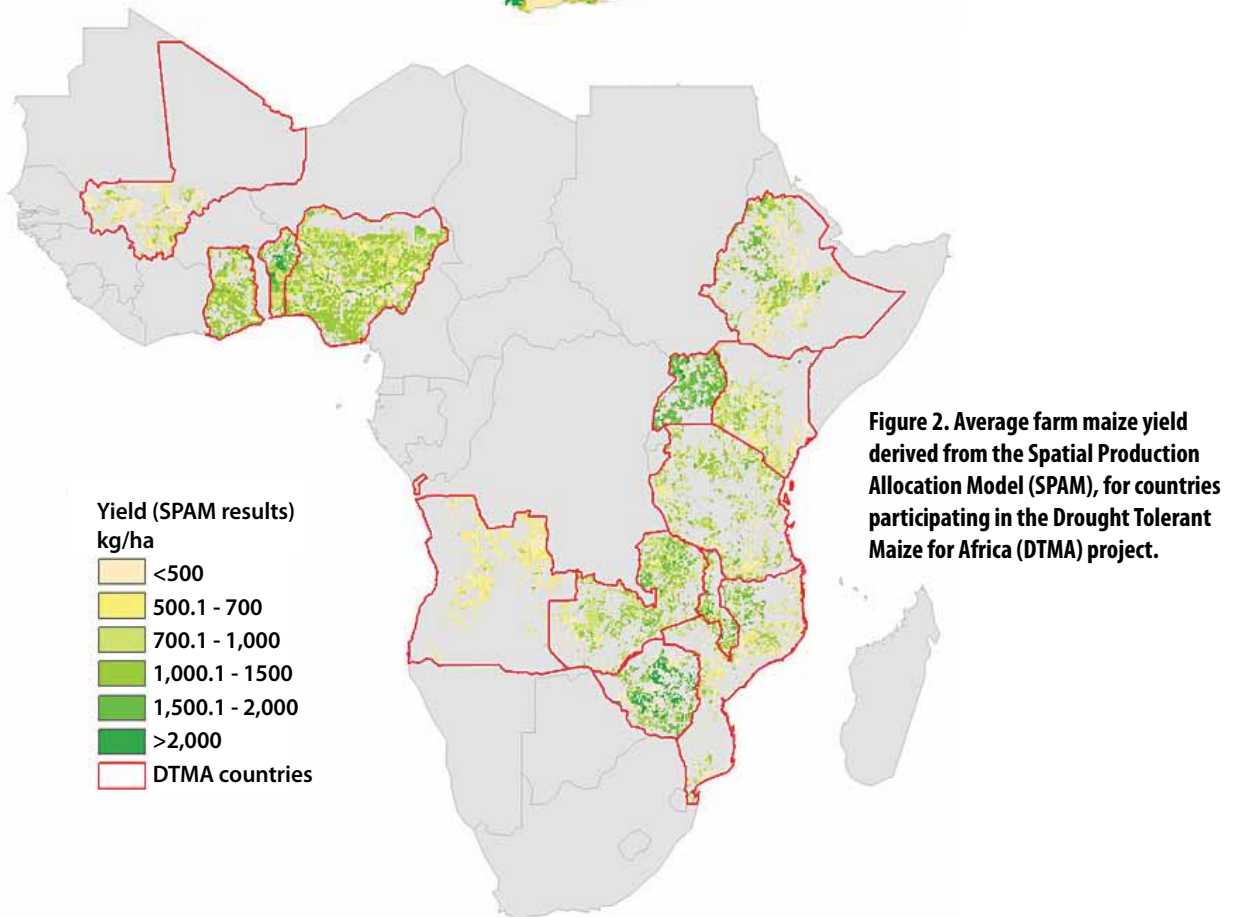 Figure 2. Average farm maize yield
derived from the Spatial Production
Allocation Model (SPAM), for countries
participating in the Drought Tolerant
Maize for Africa (DTMA) project.
Yield (SPAM results)
kg/ha
<500
500.1 - 700
700.1 - 1,000
1,000.1 - 1500
1,500.1 - 2,000
>2,000
DTMA countries